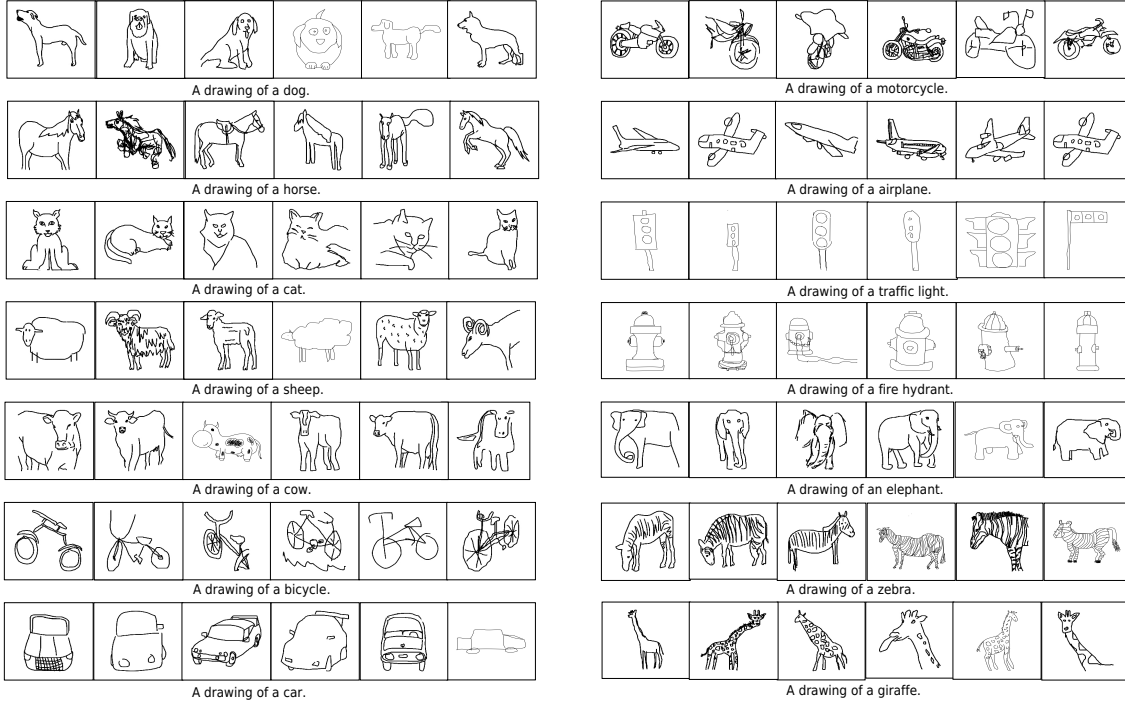 A drawing of a dog.
A drawing of a horse.
A drawing of a cat.
A drawing of a sheep.
A drawing of a cow.
A drawing of a bicycle.
A drawing of a car.
A drawing of a motorcycle.
A drawing of a airplane.
A drawing of a traffic light.
A drawing of a fire hydrant.
A drawing of an elephant.
A drawing of a zebra.
A drawing of a giraffe.